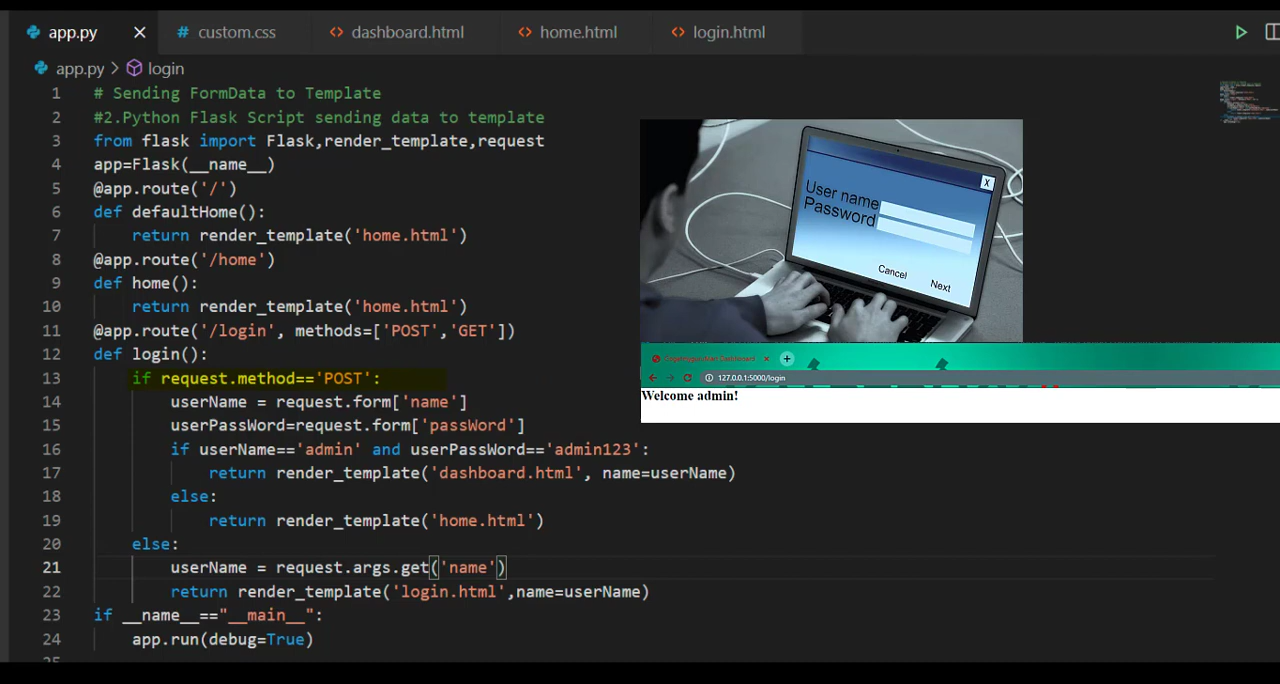 app.py
custom.css
dashboard.html
home.html
login.html
app.py > login
1 # Sending FormData to Template
2 #2.Python Flask Script sending data to template
3 from flask import Flask,render_template,request
4 app=Flask(__name__)
5 @app.route('/')
6 def defaultHome():
7 return render_template('home.html')
8 @app.route('/home')
9 def home():
10 return render_template('home.html')
11 @app.route('/login', methods=['POST','GET'])
12 def login():
13 if request.method=='POST':
14 userName = request.form['name']
15 userPassWord=request.form['passWord']
16 if userName=='admin' and userPassWord=='admin123':
17 return render_template('dashboard.html', name=userName)
18 else:
19 return render_template('home.html')
20 else:
21 userName = request.args.get('name')
22 return render_template('login.html',name=userName)
23 if __name__=="__main__":
24 app.run(debug=True)
25
X
User name
Password
Cancel
Next
Dashboard
127.0.0.1:5000/login
Welcome admin!